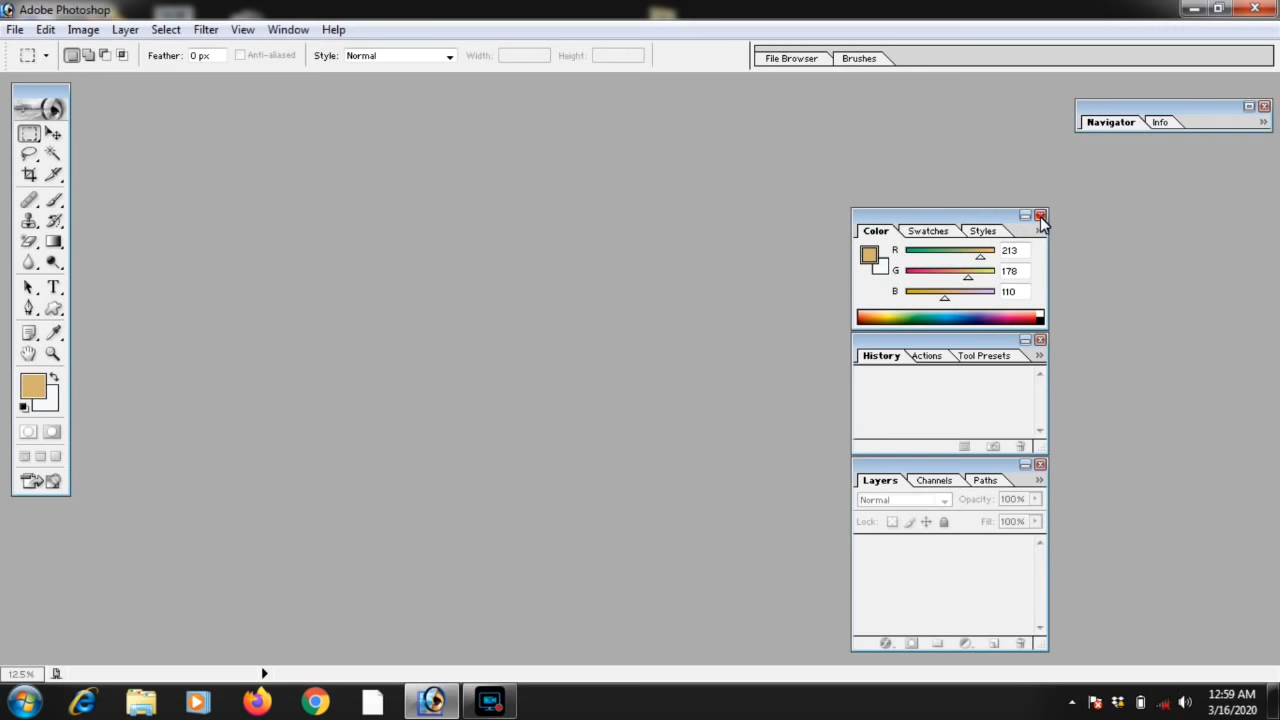 Adobe Photoshop
File Edit Image Layer Select Filter View Window Help
Feather: 0 px Anti-aliased Style: Normal Width: Height: File Browser Brushes
Navigator Info
Color Swatches Styles
R 213
G 178
B 110
History Actions Tool Presets
Layers Channels Paths
Normal Opacity: 100%
Lock: Fill: 100%
12.5%
12:59 AM
3/16/2020